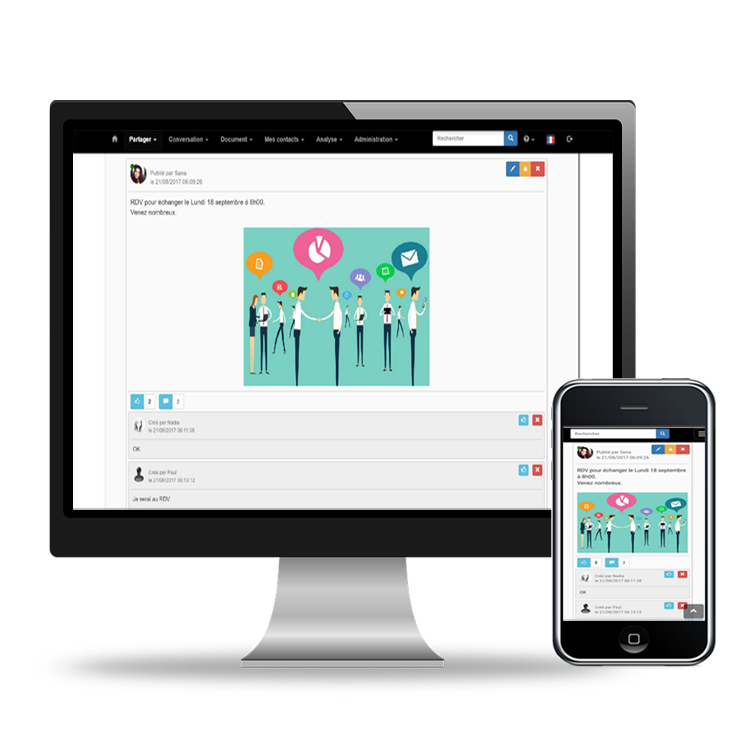 Partager Conversation Document Mes contacts Analyse Administration Rechercher
Publié par Sana
le 21/08/2017 06:09:26
RDV pour échanger le Lundi 18 septembre à 8h00.
Venez nombreux.
2 2
Créé par Nadia
le 21/08/2017 06:11:38
OK
Créé par Paul
le 21/08/2017 06:13:12
Je serai au RDV
Rechercher
Publié par Sana
le 21/08/2017 06:09:26
RDV pour échanger le Lundi 18 septembre
à 8h00.
Venez nombreux.
2 2
Créé par Nadia
le 21/08/2017 06:11:38
OK
Créé par Paul
le 21/08/2017 06:13:12